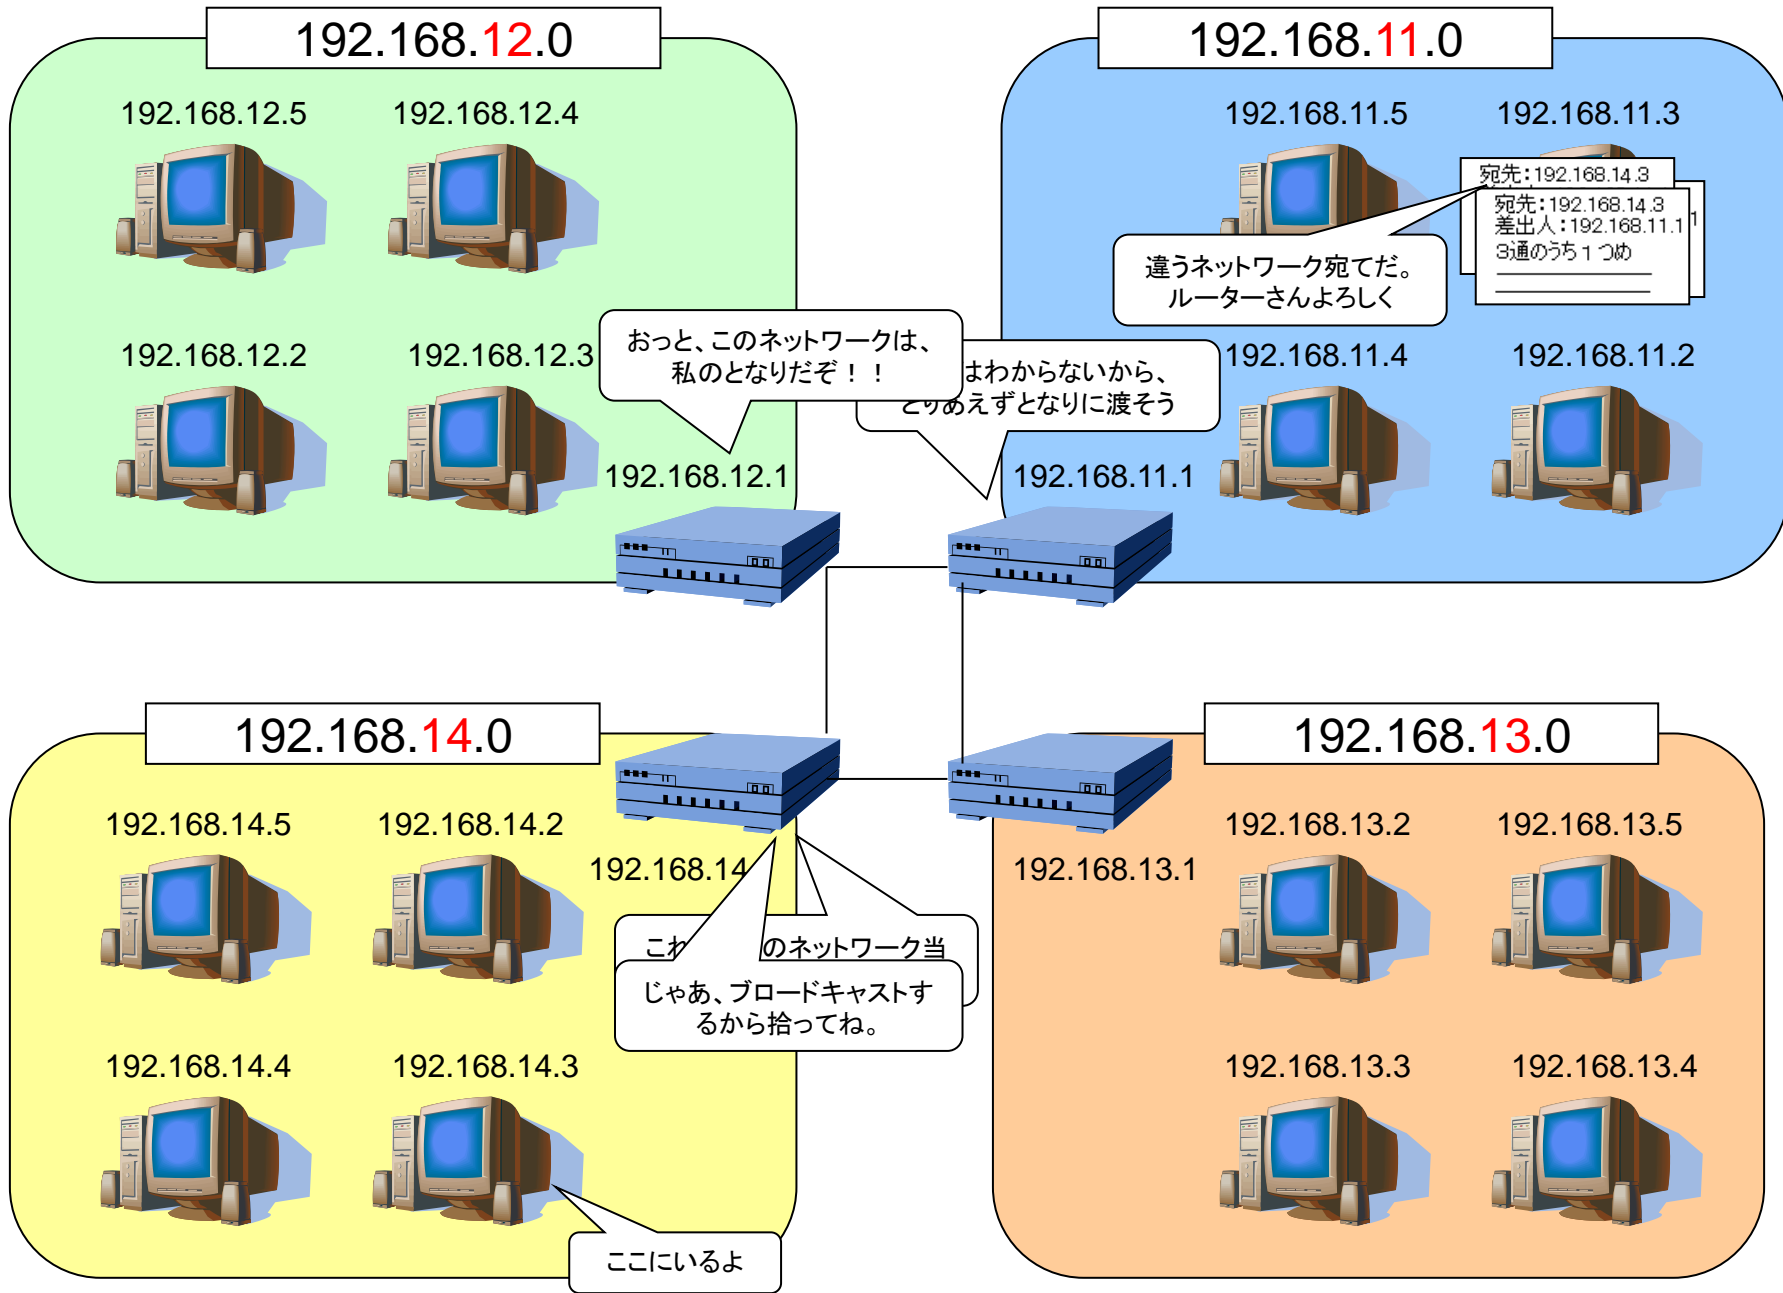 192.168.12.0
192.168.12.5
192.168.12.4
192.168.12.2
192.168.12.3
192.168.12.1
おっと、このネットワークは、
私のとなりだぞ！！
192.168.11.0
192.168.11.5
192.168.11.3
宛先：192.168.14.3
宛先：192.168.14.3
差出人：192.168.11.1
3通のうち１つめ
違うネットワーク宛てだ。
ルーターさんよろしく
はわからないから、
とりあえずとなりに渡そう
192.168.11.4
192.168.11.2
192.168.11.1
192.168.14.0
192.168.14.5
192.168.14.2
192.168.14
これ のネットワーク当
じゃあ、ブロードキャストす
るから拾ってね。
192.168.14.4
192.168.14.3
ここにいるよ
192.168.13.0
192.168.13.2
192.168.13.5
192.168.13.1
192.168.13.3
192.168.13.4